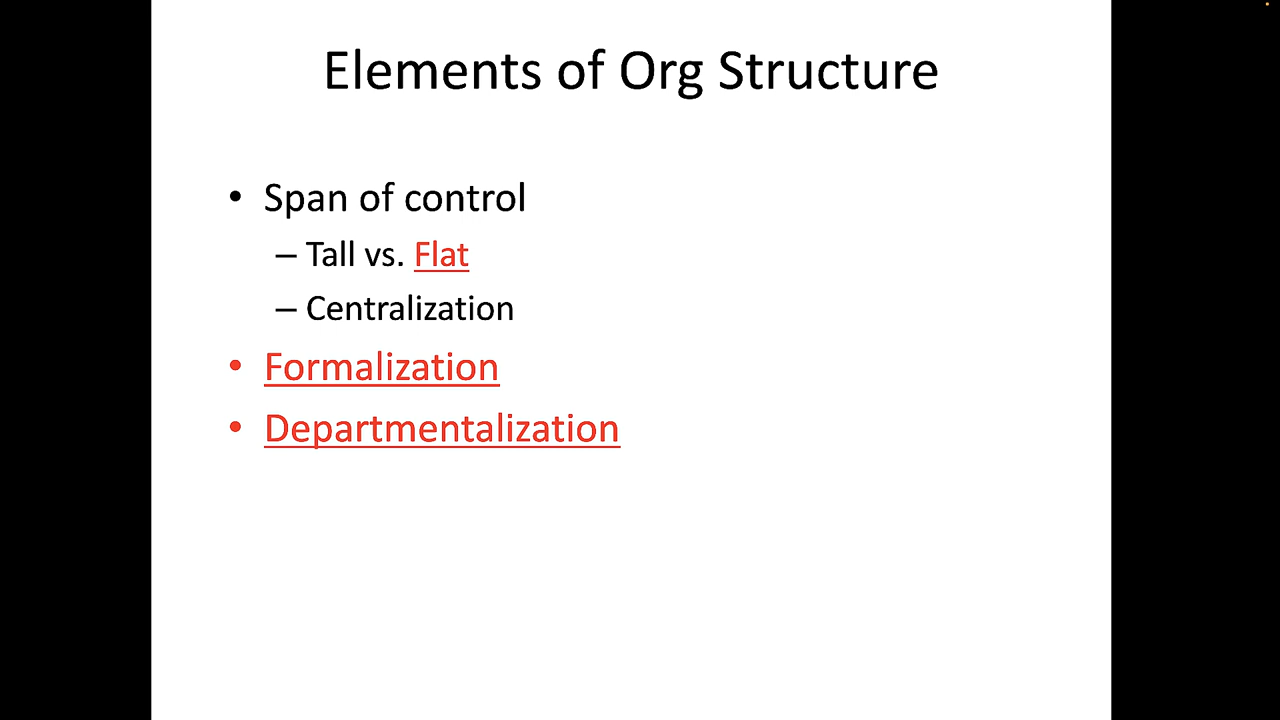 Elements of Org Structure
• Span of control
– Tall vs. Flat
– Centralization
• Formalization
• Departmentalization